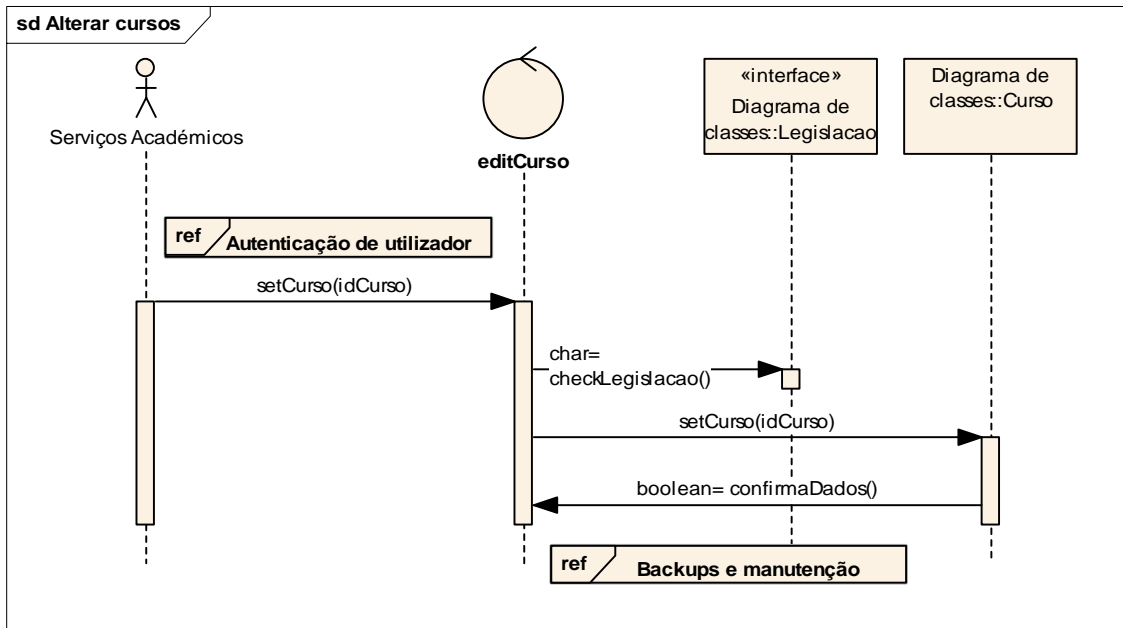 sd Alterar cursos
Serviços Académicos
editCurso
«interface»
Diagrama de
classes::Legislacao
Diagrama de
classes::Curso
ref
Autenticação de utilizador
setCurso(idCurso)
char=
checkLegislacao()
setCurso(idCurso)
boolean= confirmaDados()
ref
Backups e manutenção